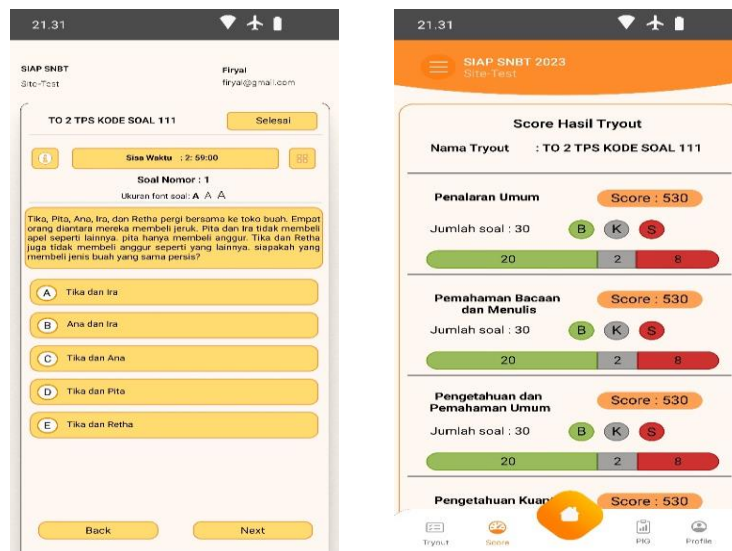 21.31
SIAP SNBT
Site-Test
Firyal
firyal@gmail.com
TO 2 TPS KODE SOAL 111
Selesai
Sisa Waktu : 2: 59:00
Soal Nomor : 1
Ukuran font soal: A A A
Tika, Pita, Ana, Ira, dan Retha pergi bersama ke toko buah. Empat
orang diantara mereka membeli jeruk. Pita dan Ira tidak membeli
apel seperti lainnya. pita hanya membeli anggur. Tika dan Retha
juga tidak membeli anggur seperti yang lainnya. siapakah yang
membeli jenis buah yang sama persis?
A Tika dan Ira
B Ana dan Ira
C Tika dan Ana
D Tika dan Pita
E Tika dan Retha
Back
Next
21.31
SIAP SNBT 2023
Site-Test
Score Hasil Tryout
Nama Tryout : TO 2 TPS KODE SOAL 111
Penalaran Umum
Score : 530
Jumlah soal : 30
B K S
20 2 8
Pemahaman Bacaan
dan Menulis
Score : 530
Jumlah soal : 30
B K S
20 2 8
Pengetahuan dan
Pemahaman Umum
Score : 530
Jumlah soal : 30
B K S
20 2 8
Pengetahuan
Score : 530
Tryout
Score
Profile